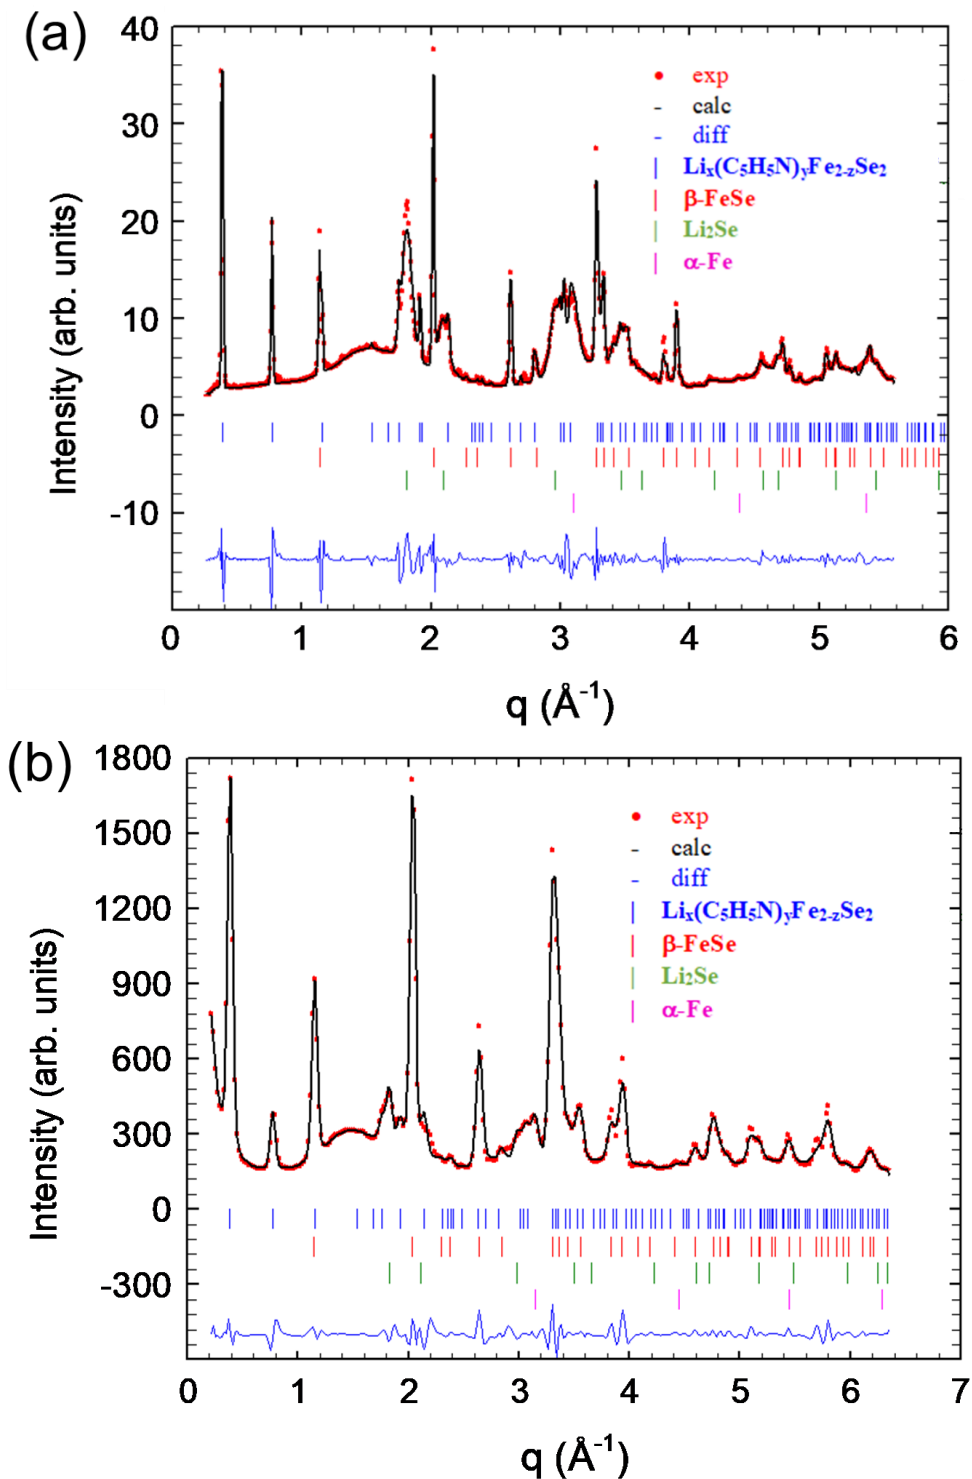 (a)
40
30
20
10
0
-10
Intensity (arb. units)
exp
calc
diff
Liₓ(C₅H₅N)ᵧFe₂₋zSe₂
β-FeSe
Li₂Se
α-Fe
0 1 2 3 4 5 6
q (Å⁻¹)
(b)
1800
1500
1200
900
600
300
0
-300
Intensity (arb. units)
exp
calc
diff
Liₓ(C₅H₅N)ᵧFe₂₋zSe₂
β-FeSe
Li₂Se
α-Fe
0 1 2 3 4 5 6 7
q (Å⁻¹)